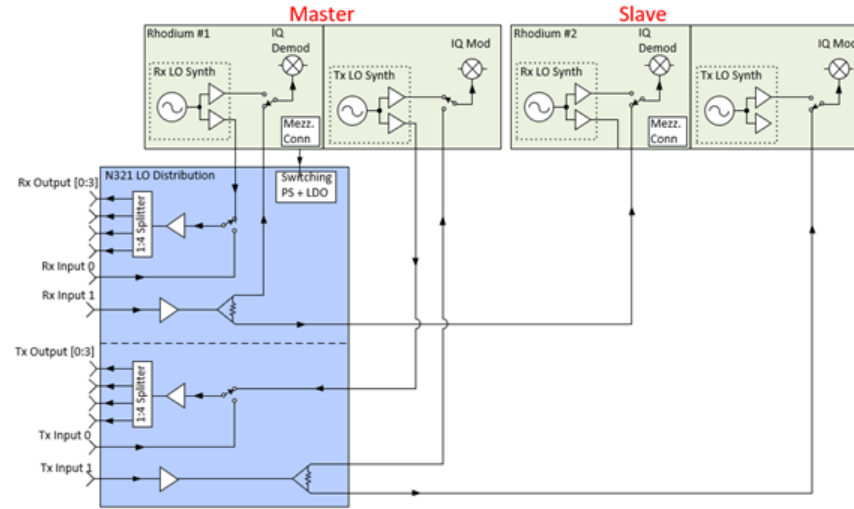 Master
Slave
Rhodium #1
IQ
Demod
IQ Mod
Rx LO Synth
Tx LO Synth
Mezz.
Conn
Rhodium #2
IQ
Demod
IQ Mod
Rx LO Synth
Tx LO Synth
Mezz.
Conn
N321 LO Distribution
Switching
PS + LDO
Rx Output [0:3]
1:4 Splitter
Rx Input 0
Rx Input 1
Tx Output [0:3]
1:4 Splitter
Tx Input 0
Tx Input 1